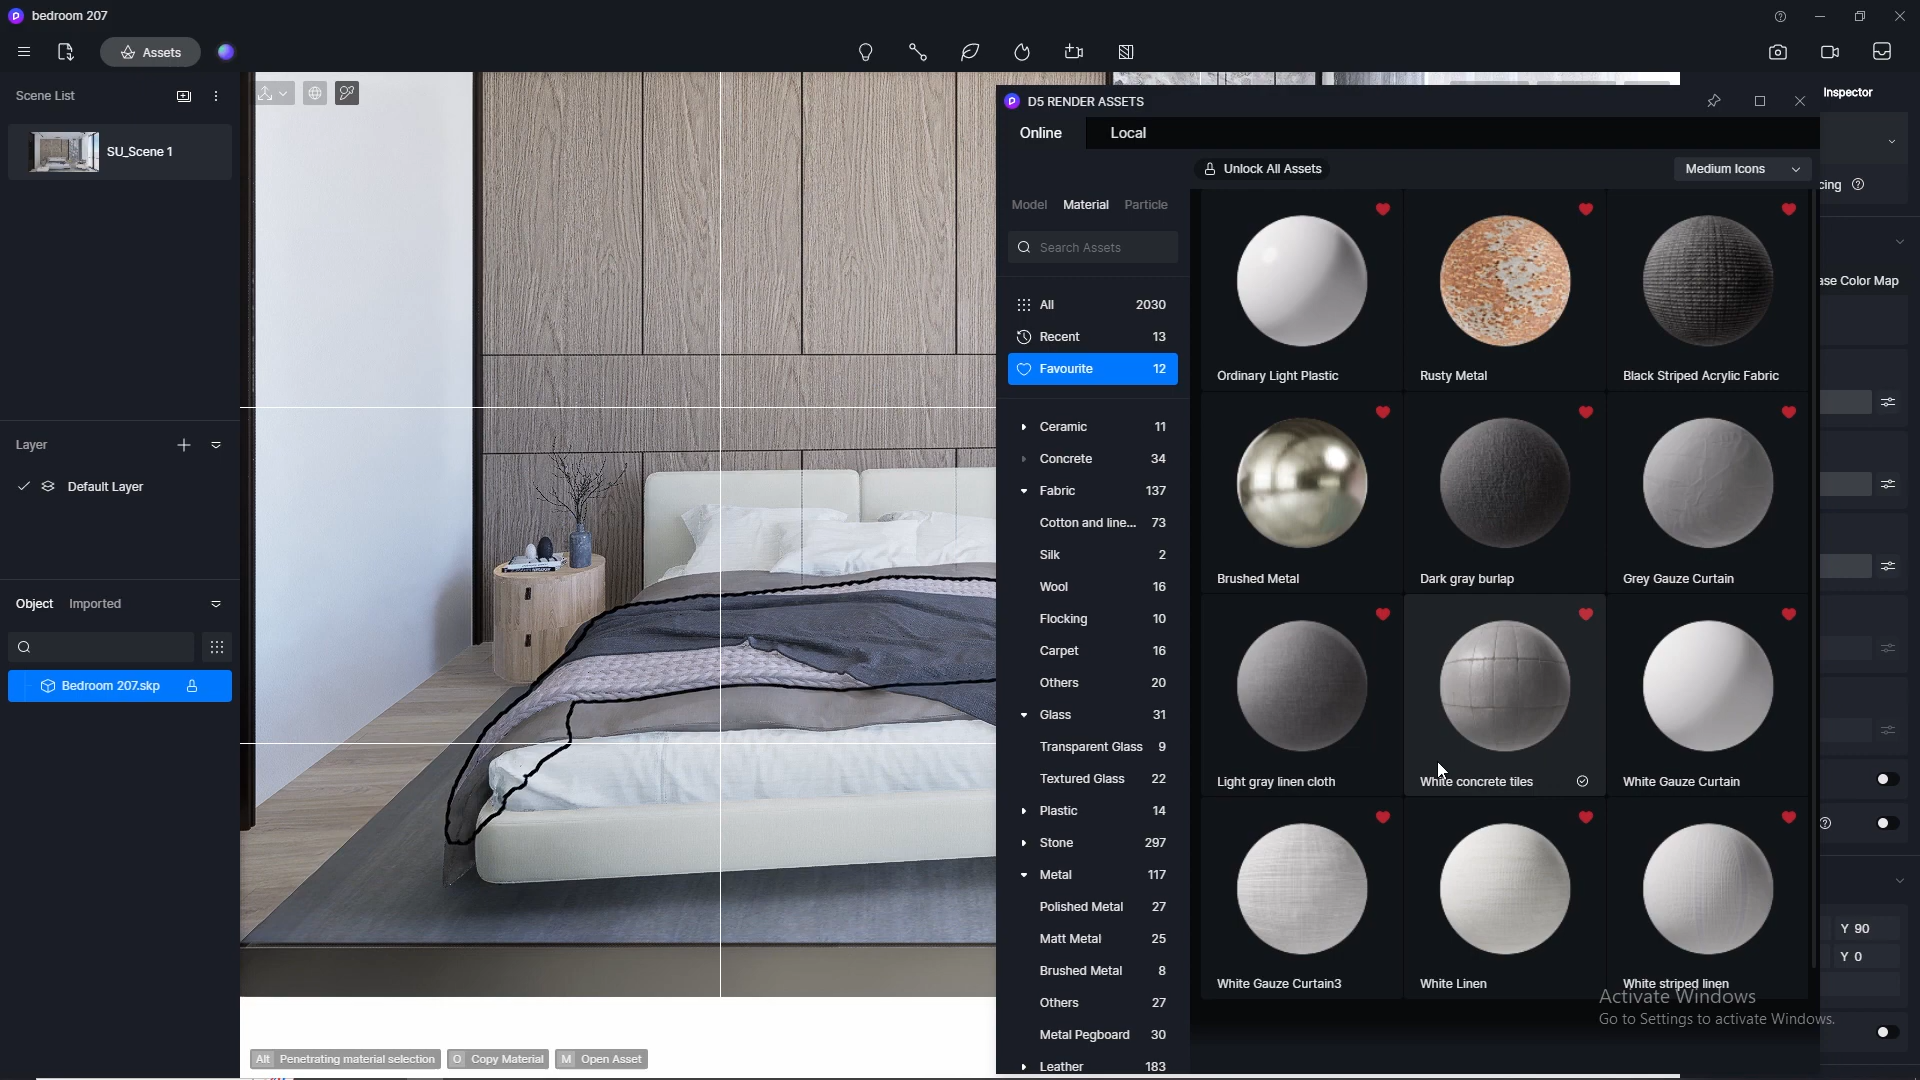 bedroom 207
Assets
Scene List
SU_Scene 1
Layer
Default Layer
Object Imported
Bedroom 207.skp
Alt Penetrating material selection O Copy Material M Open Asset
D5 RENDER ASSETS
Online Local
Unlock All Assets
Medium Icons
Model Material Particle
Search Assets
All 2030
Recent 13
Favourite 12
Ceramic 11
Concrete 34
Fabric 137
Cotton and line... 73
Silk 2
Wool 16
Flocking 10
Carpet 16
Others 20
Glass 31
Transparent Glass 9
Textured Glass 22
Plastic 14
Stone 297
Metal 117
Polished Metal 27
Matt Metal 25
Brushed Metal 8
Others 27
Metal Pegboard 30
Leather 183
Ordinary Light Plastic
Rusty Metal
Black Striped Acrylic Fabric
Brushed Metal
Dark gray burlap
Grey Gauze Curtain
Light gray linen cloth
White concrete tiles
White Gauze Curtain
White Gauze Curtain3
White Linen
White striped linen
Inspector
cing
ase Color Map
Y 90
Y 0
Activate Windows
Go to Settings to activate Windows.